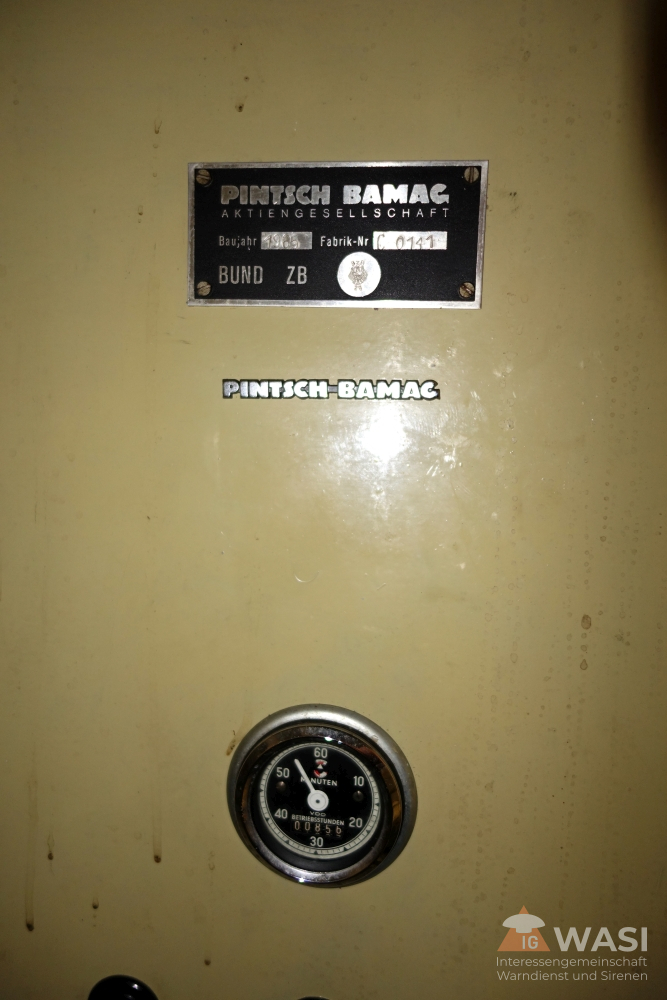 PINTSCH BAMAG
AKTIENGESELLSCHAFT
Baujahr Fabrik-Nr C 0141
BUND ZB
PINTSCH-BAMAG
60
50 MINUTEN 10
VDO
40 BETRIEBSSTUNDEN 20
00856
30
IG WASI
Interessengemeinschaft
Warndienst und Sirenen